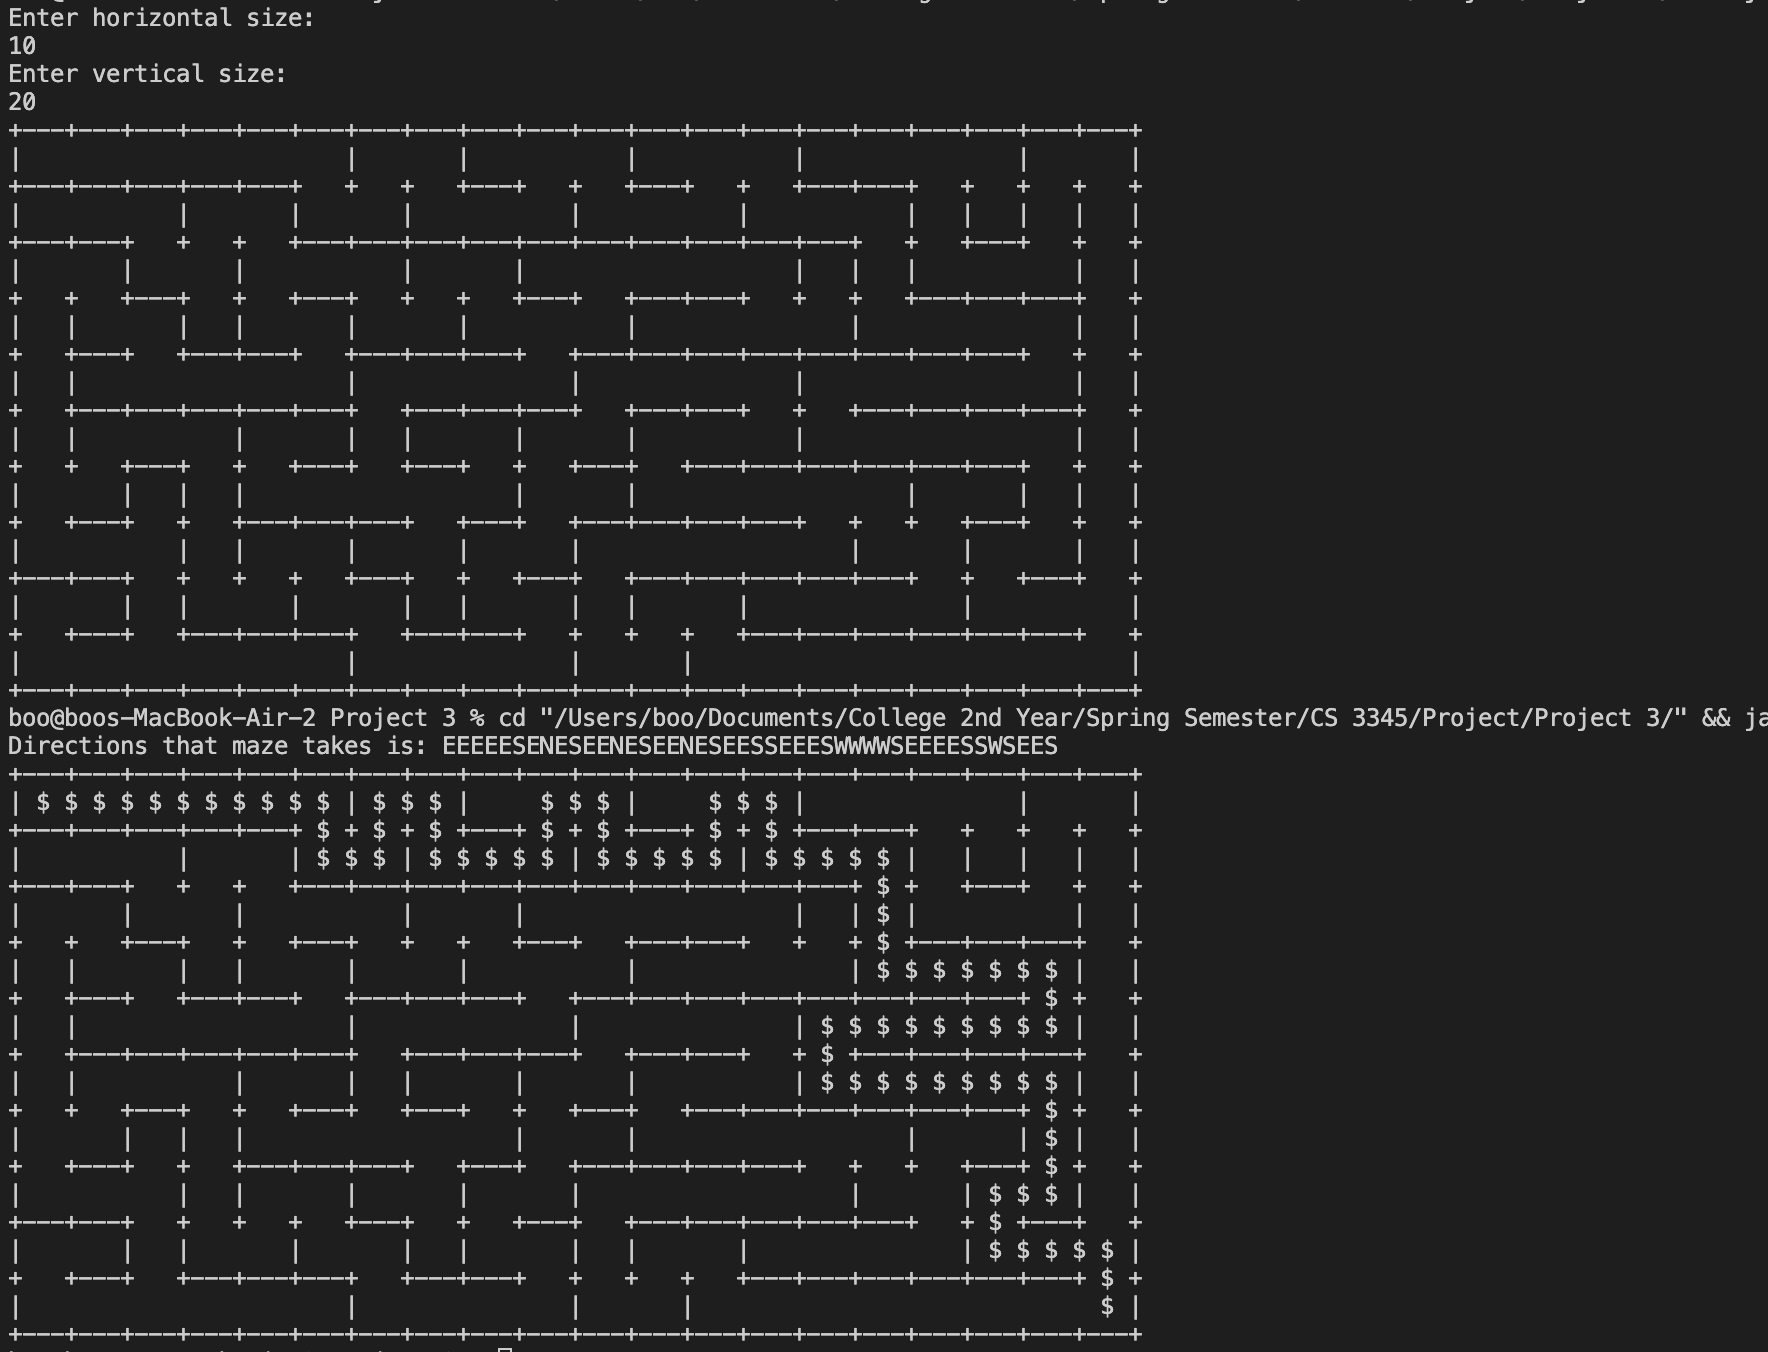 Enter horizontal size:
10
Enter vertical size:
20
boo@boos-MacBook-Air-2 Project 3 % cd "/Users/boo/Documents/College 2nd Year/Spring Semester/CS 3345/Project/Project 3/" && ja
Directions that maze takes is: EEEEESENESEENESEENESEESSEEESWWWWSEEEESSWSEES